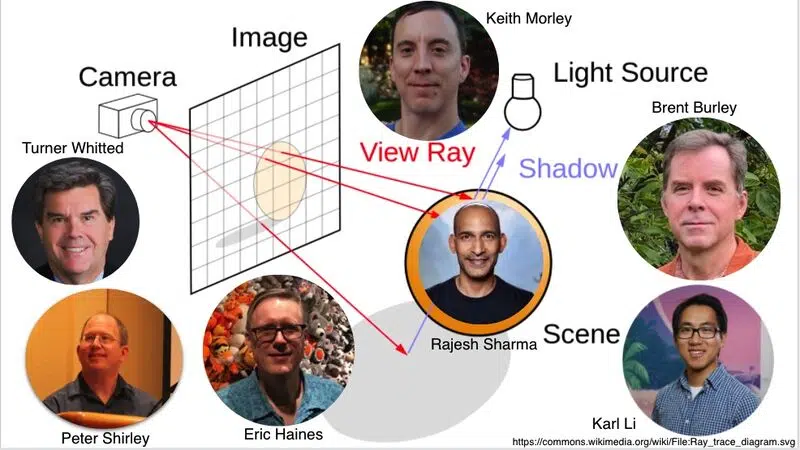 Keith Morley
Image
Camera
Light Source
Brent Burley
Turner Whitted
View Ray
Shadow
Scene
Rajesh Sharma
Karl Li
Peter Shirley
Eric Haines
https://commons.wikimedia.org/wiki/File:Ray_trace_diagram.svg